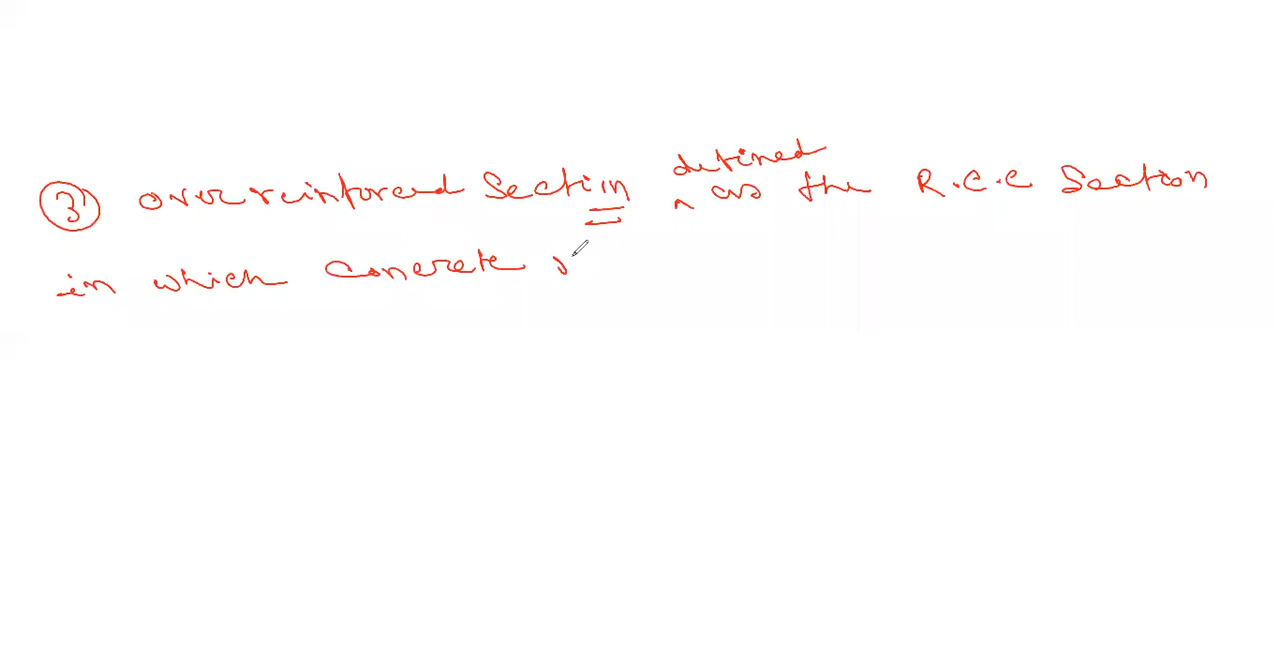 ③ Overreinforced Section defined as the R.C.C Section
in which Concrete